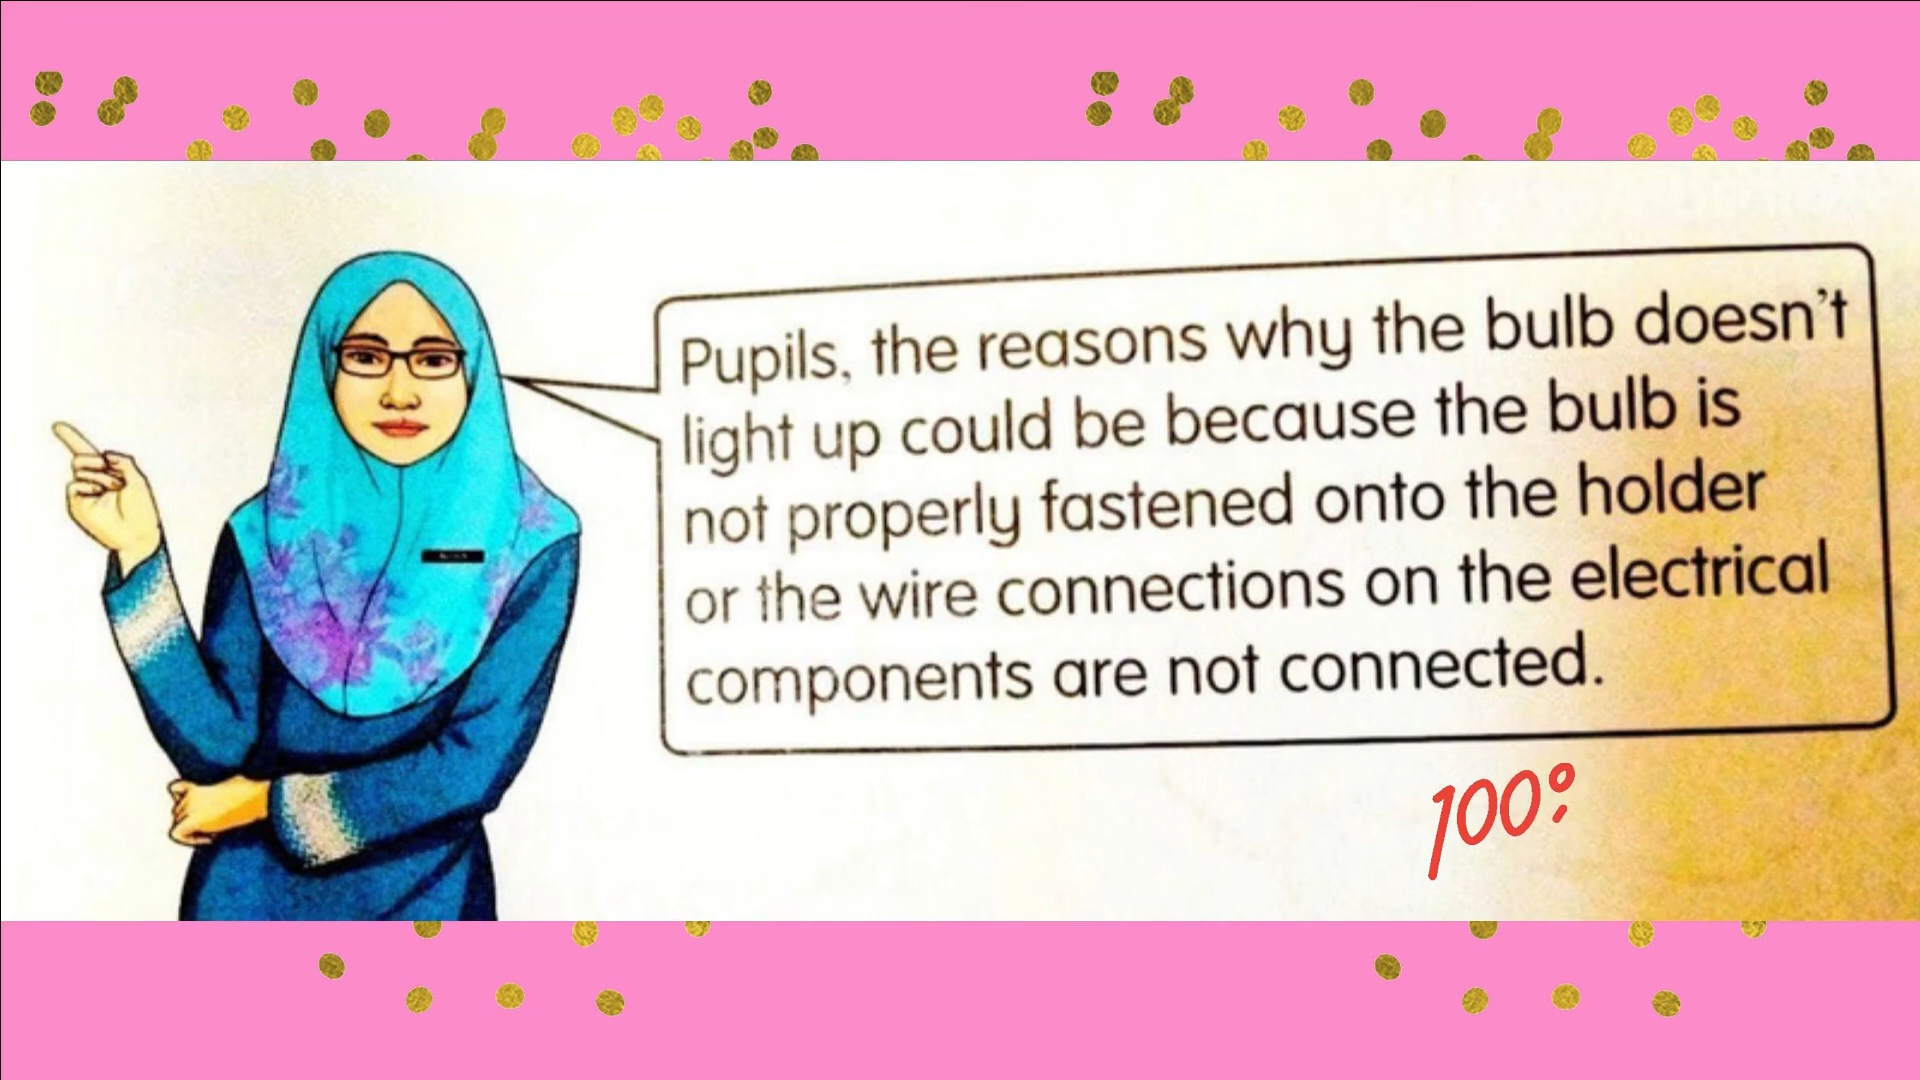 Pupils, the reasons why the bulb doesn't
light up could be because the bulb is
not properly fastened onto the holder
or the wire connections on the electrical
components are not connected.
100%